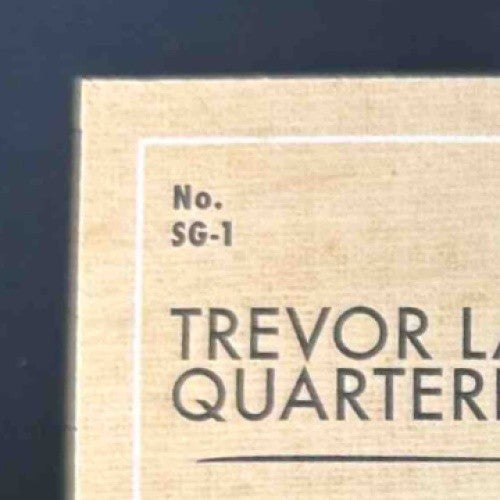 No.
SG-1
TREVOR LA
QUARTER